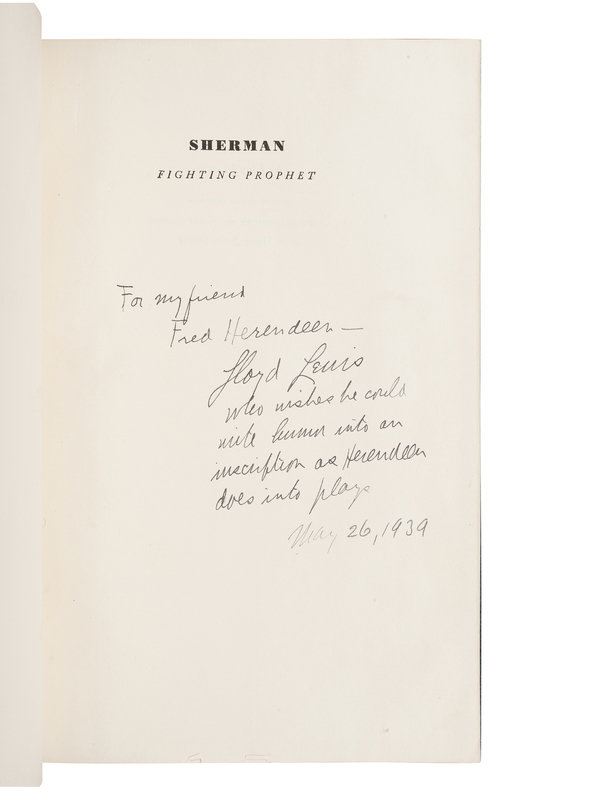 SHERMAN
FIGHTING PROPHET
For my friend
Fred Herendeen —
Lloyd Lewis
who wishes he could
write humor into an
inscription as Herendeen
does into plays
May 26, 1939